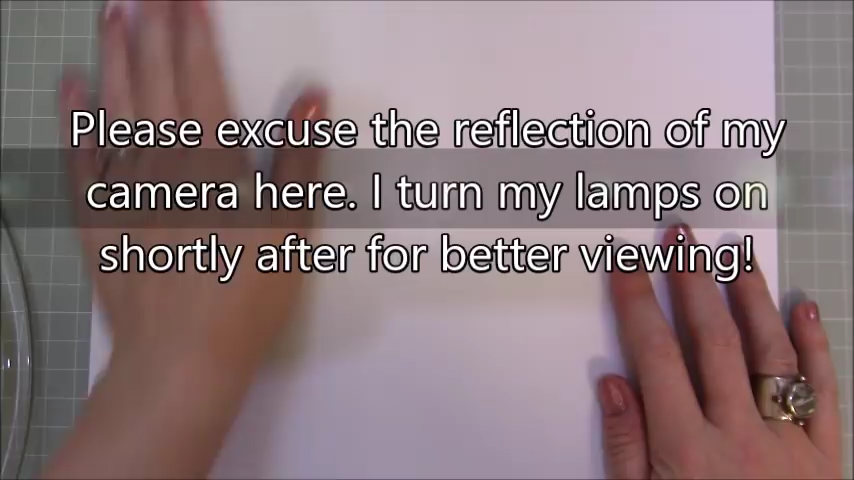 Please excuse the reflection of my
camera here. I turn my lamps on
shortly after for better viewing!